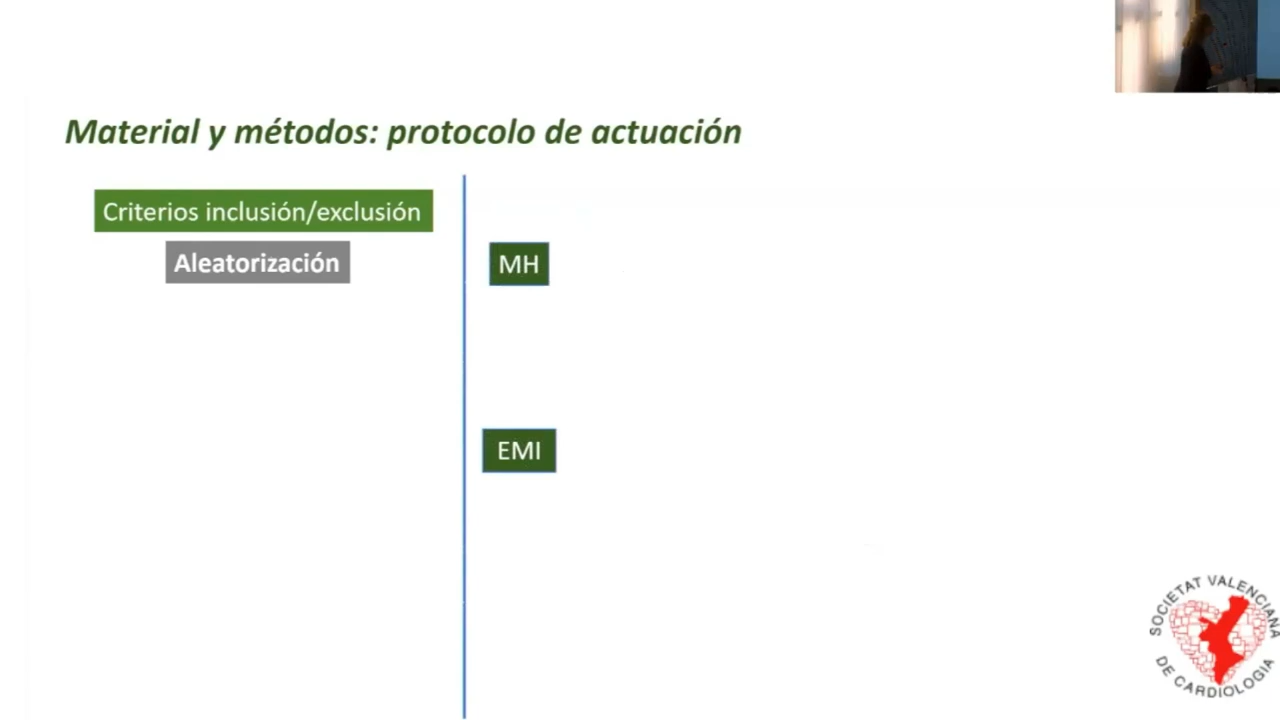 Material y métodos: protocolo de actuación
Criterios inclusión/exclusión
Aleatorización
MH
EMI
SOCIETAT VALENCIANA
DE CARDIOLOGIA